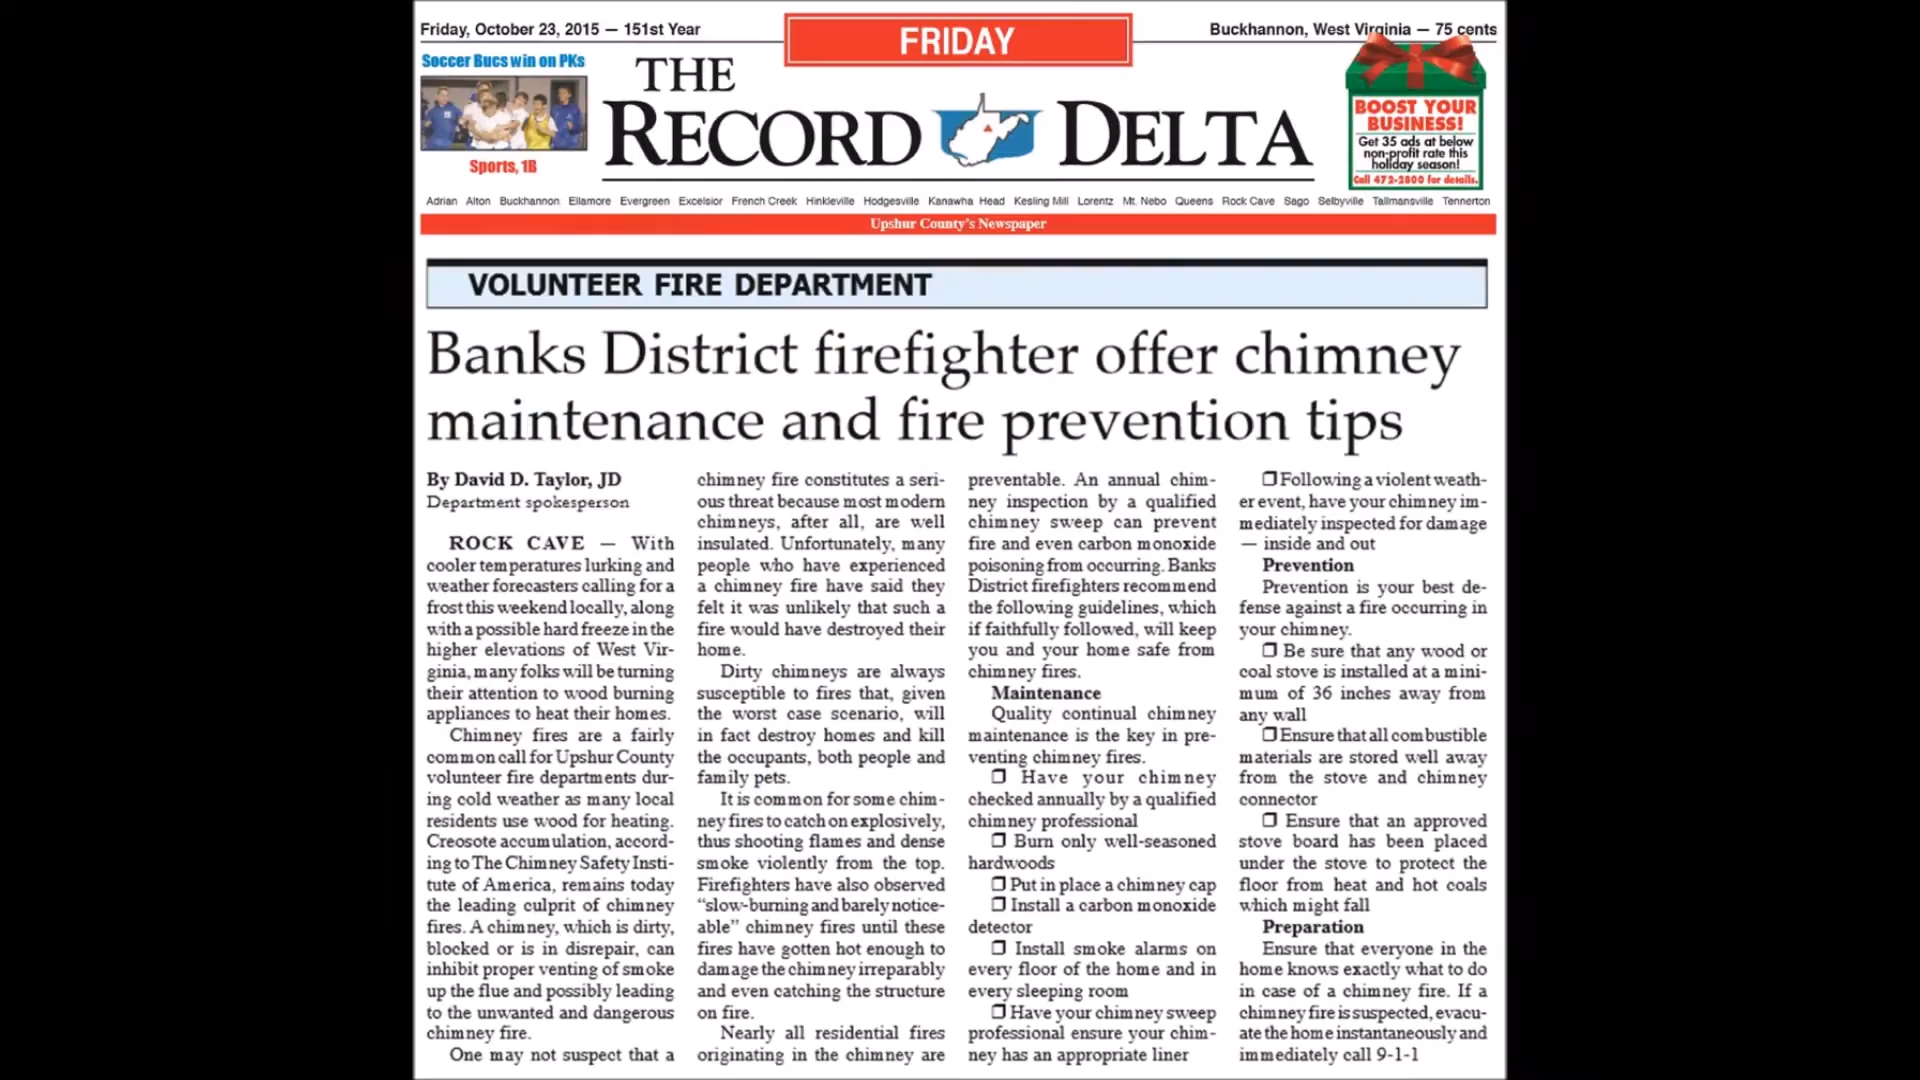 Friday, October 23, 2015 — 151st Year
FRIDAY
Buckhannon, West Virginia — 75 cents
Soccer Bucs win on PKs
Sports, 1B
THE
RECORD DELTA
BOOST YOUR
BUSINESS!
Get 35 ads at below
non-profit rate this
holiday season!
Call 472-2800 for details.
Adrian Alton Buckhannon Ellamore Evergreen Excelsior French Creek Hinkleville Hodgesville Kanawha Head Kesling Mill Lorentz Mt. Nebo Queens Rock Cave Sago Selbyville Tallmansville Tennerton
Upshur County's Newspaper
VOLUNTEER FIRE DEPARTMENT
Banks District firefighter offer chimney
maintenance and fire prevention tips
By David D. Taylor, JD
Department spokesperson
ROCK CAVE — With
cooler temperatures lurking and
weather forecasters calling for a
frost this weekend locally, along
with a possible hard freeze in the
higher elevations of West Vir-
ginia, many folks will be turning
their attention to wood burning
appliances to heat their homes.
Chimney fires are a fairly
common call for Upshur County
volunteer fire departments dur-
ing cold weather as many local
residents use wood for heating.
Creosote accumulation, accord-
ing to The Chimney Safety Insti-
tute of America, remains today
the leading culprit of chimney
fires. A chimney, which is dirty,
blocked or is in disrepair, can
inhibit proper venting of smoke
up the flue and possibly leading
to the unwanted and dangerous
chimney fire.
One may not suspect that a
chimney fire constitutes a seri-
ous threat because most modern
chimneys, after all, are well
insulated. Unfortunately, many
people who have experienced
a chimney fire have said they
felt it was unlikely that such a
fire would have destroyed their
home.
Dirty chimneys are always
susceptible to fires that, given
the worst case scenario, will
in fact destroy homes and kill
the occupants, both people and
family pets.
It is common for some chim-
ney fires to catch on explosively,
thus shooting flames and dense
smoke violently from the top.
Firefighters have also observed
“slow-burning and barely notice-
able” chimney fires until these
fires have gotten hot enough to
damage the chimney irreparably
and even catching the structure
on fire.
Nearly all residential fires
originating in the chimney are
preventable. An annual chim-
ney inspection by a qualified
chimney sweep can prevent
fire and even carbon monoxide
poisoning from occurring. Banks
District firefighters recommend
the following guidelines, which
if faithfully followed, will keep
you and your home safe from
chimney fires.
Maintenance
Quality continual chimney
maintenance is the key in pre-
venting chimney fires.
❒ Have your chimney
checked annually by a qualified
chimney professional
❒ Burn only well-seasoned
hardwoods
❒ Put in place a chimney cap
❒ Install a carbon monoxide
detector
❒ Install smoke alarms on
every floor of the home and in
every sleeping room
❒ Have your chimney sweep
professional ensure your chim-
ney has an appropriate liner
❒ Following a violent weath-
er event, have your chimney im-
mediately inspected for damage
— inside and out
Prevention
Prevention is your best de-
fense against a fire occurring in
your chimney.
❒ Be sure that any wood or
coal stove is installed at a mini-
mum of 36 inches away from
any wall
❒ Ensure that all combustible
materials are stored well away
from the stove and chimney
connector
❒ Ensure that an approved
stove board has been placed
under the stove to protect the
floor from heat and hot coals
which might fall
Preparation
Ensure that everyone in the
home knows exactly what to do
in case of a chimney fire. If a
chimney fire is suspected, evacu-
ate the home instantaneously and
immediately call 9-1-1